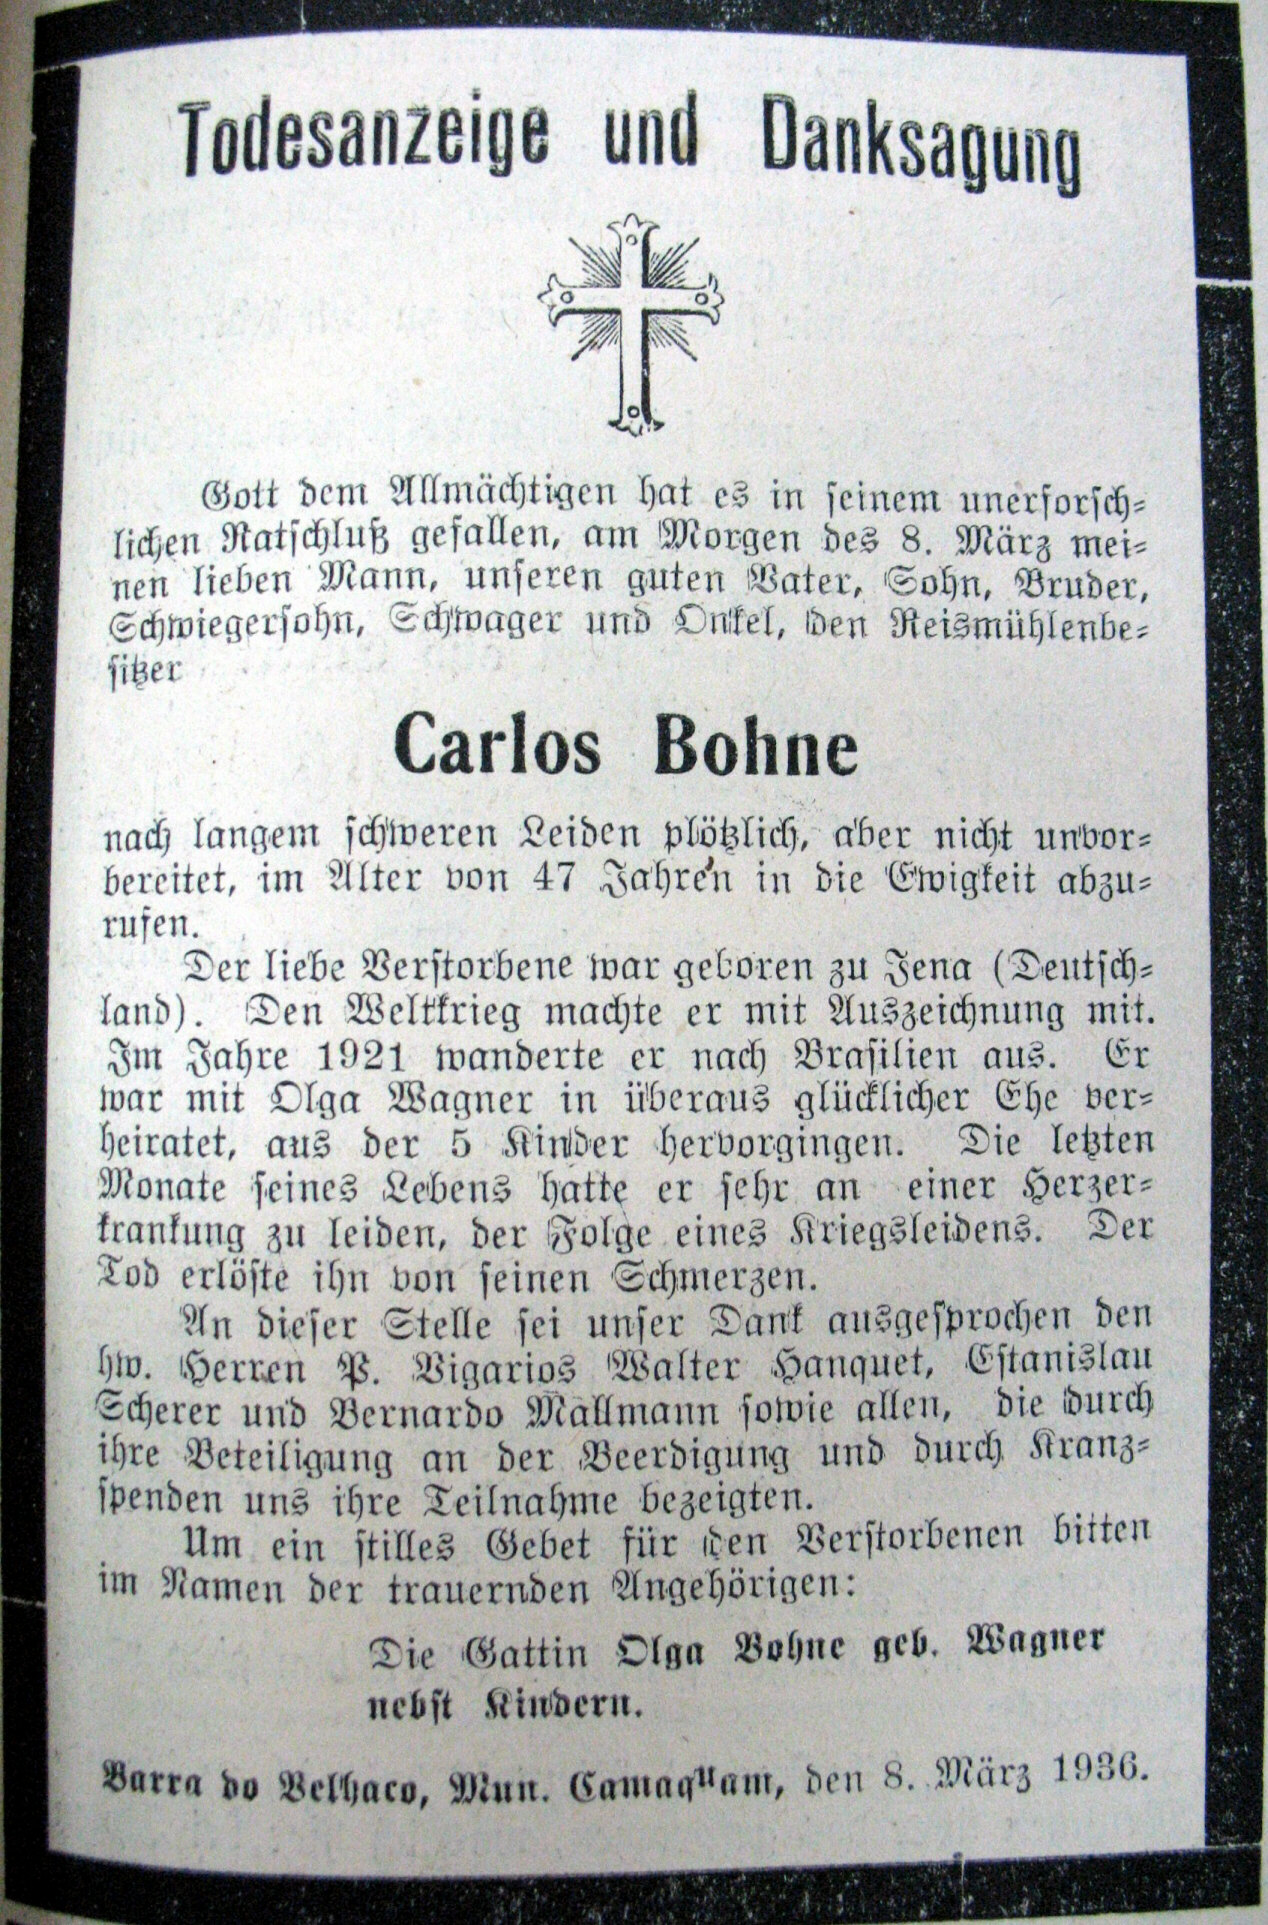 Todesanzeige und Danksagung
Gott dem Allmächtigen hat es in seinem unerforsch-
lichen Ratschluß gefallen, am Morgen des 8. März mei-
nen lieben Mann, unseren guten Vater, Sohn, Bruder,
Schwiegersohn, Schwager und Onkel, den Reismühlenbe-
sitzer
Carlos Bohne
nach langem schweren Leiden plötzlich, aber nicht unvor-
bereitet, im Alter von 47 Jahren in die Ewigkeit abzu-
rufen.
Der liebe Verstorbene war geboren zu Jena (Deutsch-
land). Den Weltkrieg machte er mit Auszeichnung mit.
Im Jahre 1921 wanderte er nach Brasilien aus. Er
war mit Olga Wagner in überaus glücklicher Ehe ver-
heiratet, aus der 5 Kinder hervorgingen. Die letzten
Monate seines Lebens hatte er sehr an einer Herzer-
krankung zu leiden, der Folge eines Kriegsleidens. Der
Tod erlöste ihn von seinen Schmerzen.
An dieser Stelle sei unser Dank ausgesprochen den
hw. Herren P. Vigarios Walter Hanquet, Estanislau
Scherer und Bernardo Mallmann sowie allen, die durch
ihre Beteiligung an der Beerdigung und durch Kranz-
spenden uns ihre Teilnahme bezeigten.
Um ein stilles Gebet für den Verstorbenen bitten
im Namen der trauernden Angehörigen:
Die Gattin Olga Bohne geb. Wagner
nebst Kindern.
Barra do Velhaco, Mun. Camaquam, den 8. März 1936.